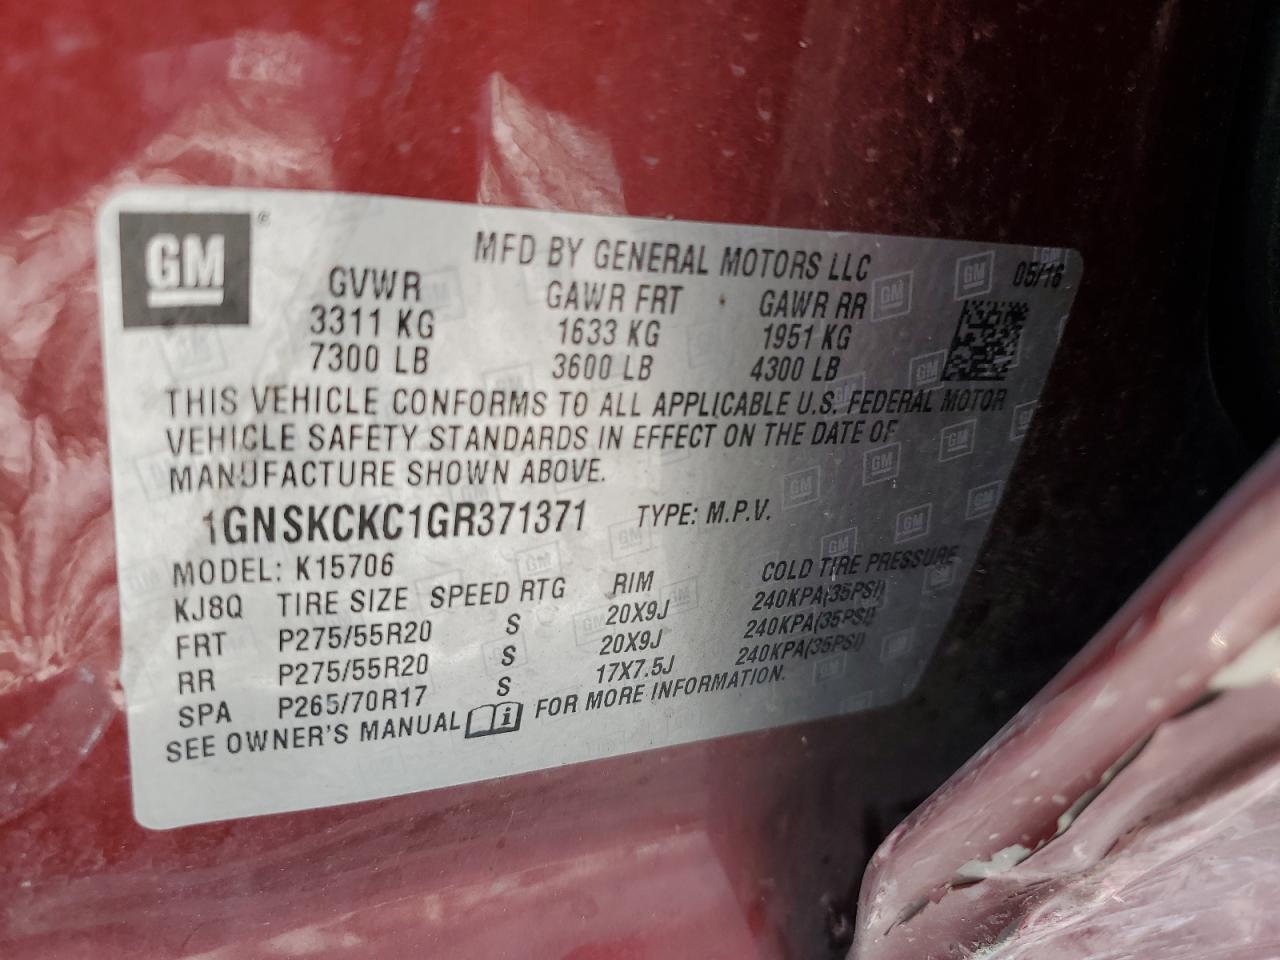 GM
®
MFD BY GENERAL MOTORS LLC 05/16
GVWR GAWR FRT GAWR RR
3311 KG 1633 KG 1951 KG
7300 LB 3600 LB 4300 LB
THIS VEHICLE CONFORMS TO ALL APPLICABLE U.S. FEDERAL MOTOR
VEHICLE SAFETY STANDARDS IN EFFECT ON THE DATE OF
MANUFACTURE SHOWN ABOVE.
1GNSKCKC1GR371371 TYPE: M.P.V.
MODEL: K15706
KJ8Q TIRE SIZE SPEED RTG RIM COLD TIRE PRESSURE
FRT P275/55R20 S 20X9J 240KPA(35PSI)
RR P275/55R20 S 20X9J 240KPA(35PSI)
SPA P265/70R17 S 17X7.5J 240KPA(35PSI)
SEE OWNER'S MANUAL i FOR MORE INFORMATION.